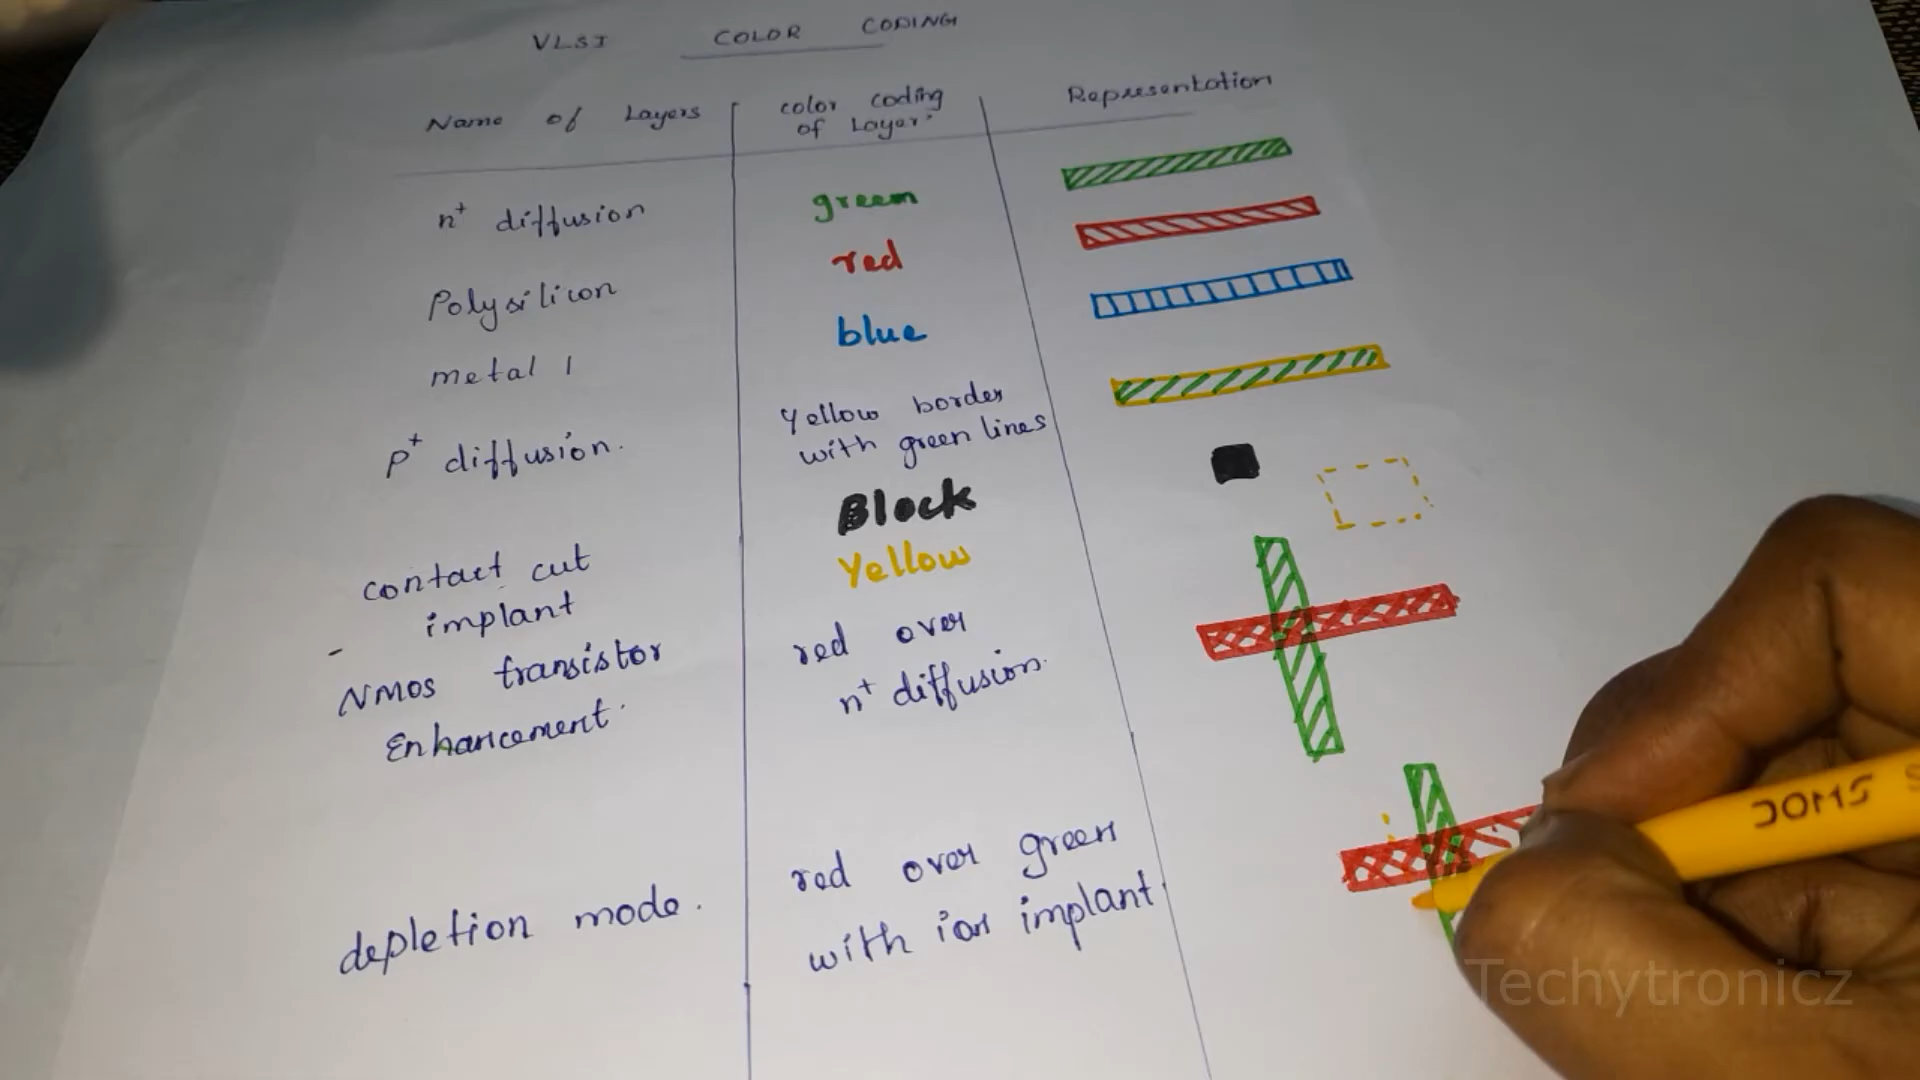 VLSI COLOR CODING
Name of Layers
color coding
of Layer.
Representation
n+ diffusion
green
Polysilicon
red
metal 1
blue
P+ diffusion.
Yellow border
with green lines
contact cut
Block
implant
Yellow
NMOS transistor
Enhancement.
red over
n+ diffusion.
depletion mode.
red over green
with ion implant.
DOMS
Techytronicz